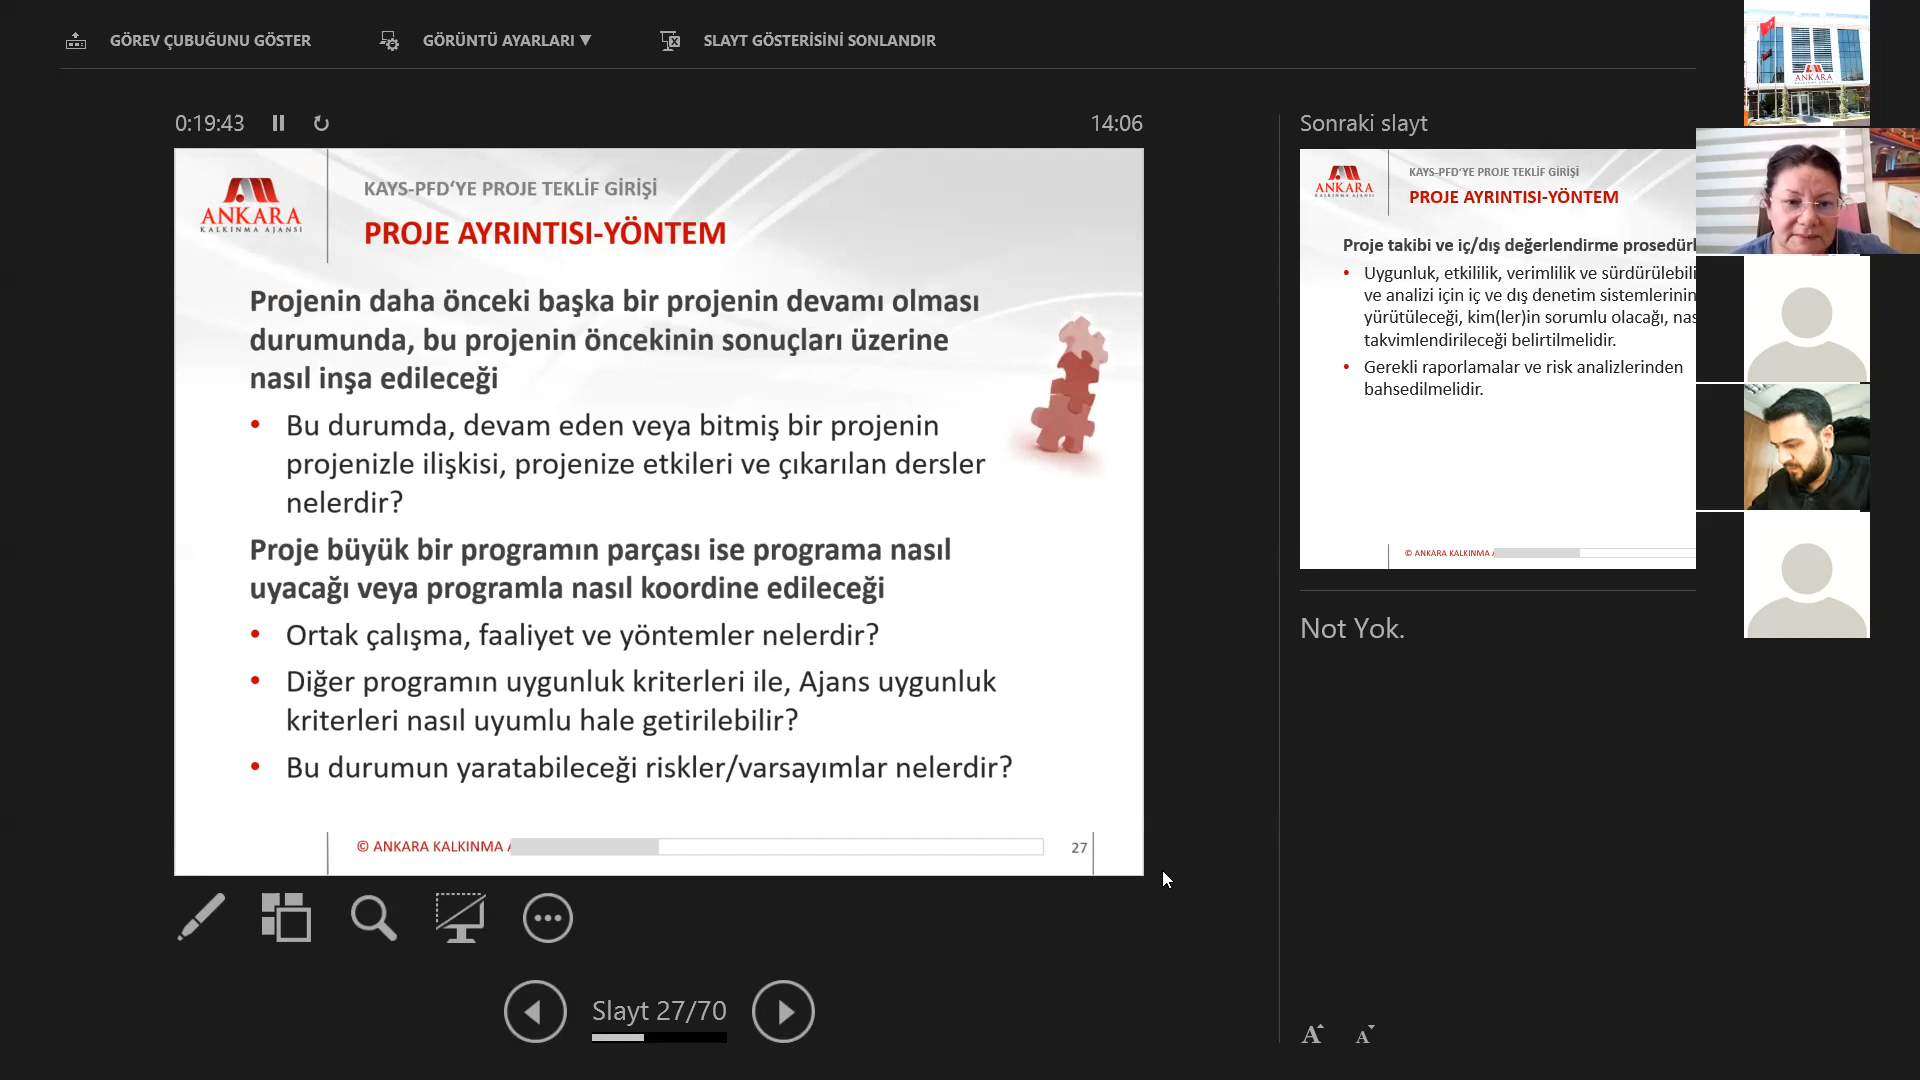 GÖREV ÇUBUĞUNU GÖSTER
GÖRÜNTÜ AYARLARI ▼
SLAYT GÖSTERİSİNİ SONLANDIR
0:19:43
14:06
ANKARA
KALKINMA AJANSI
KAYS-PFD‘YE PROJE TEKLİF GİRİŞİ
PROJE AYRINTISI-YÖNTEM
Projenin daha önceki başka bir projenin devamı olması
durumunda, bu projenin öncekinin sonuçları üzerine
nasıl inşa edileceği
• Bu durumda, devam eden veya bitmiş bir projenin
projenizle ilişkisi, projenize etkileri ve çıkarılan dersler
nelerdir?
Proje büyük bir programın parçası ise programa nasıl
uyacağı veya programla nasıl koordine edileceği
• Ortak çalışma, faaliyet ve yöntemler nelerdir?
• Diğer programın uygunluk kriterleri ile, Ajans uygunluk
kriterleri nasıl uyumlu hale getirilebilir?
• Bu durumun yaratabileceği riskler/varsayımlar nelerdir?
© ANKARA KALKINMA
27
Slayt 27/70
Sonraki slayt
ANKARA
KALKINMA AJANSI
KAYS-PFD‘YE PROJE TEKLİF GİRİŞİ
PROJE AYRINTISI-YÖNTEM
Proje takibi ve iç/dış değerlendirme
• Uygunluk, etkililik, verimlilik ve
ve analizi için iç ve dış denetim sistemlerinin
yürütüleceği, kim(ler)in sorumlu olacağı,
takvimlendirileceği belirtilmelidir.
• Gerekli raporlamalar ve risk analizlerinden
bahsedilmelidir.
© ANKARA KALKINMA
Not Yok.
A A
ANKARA